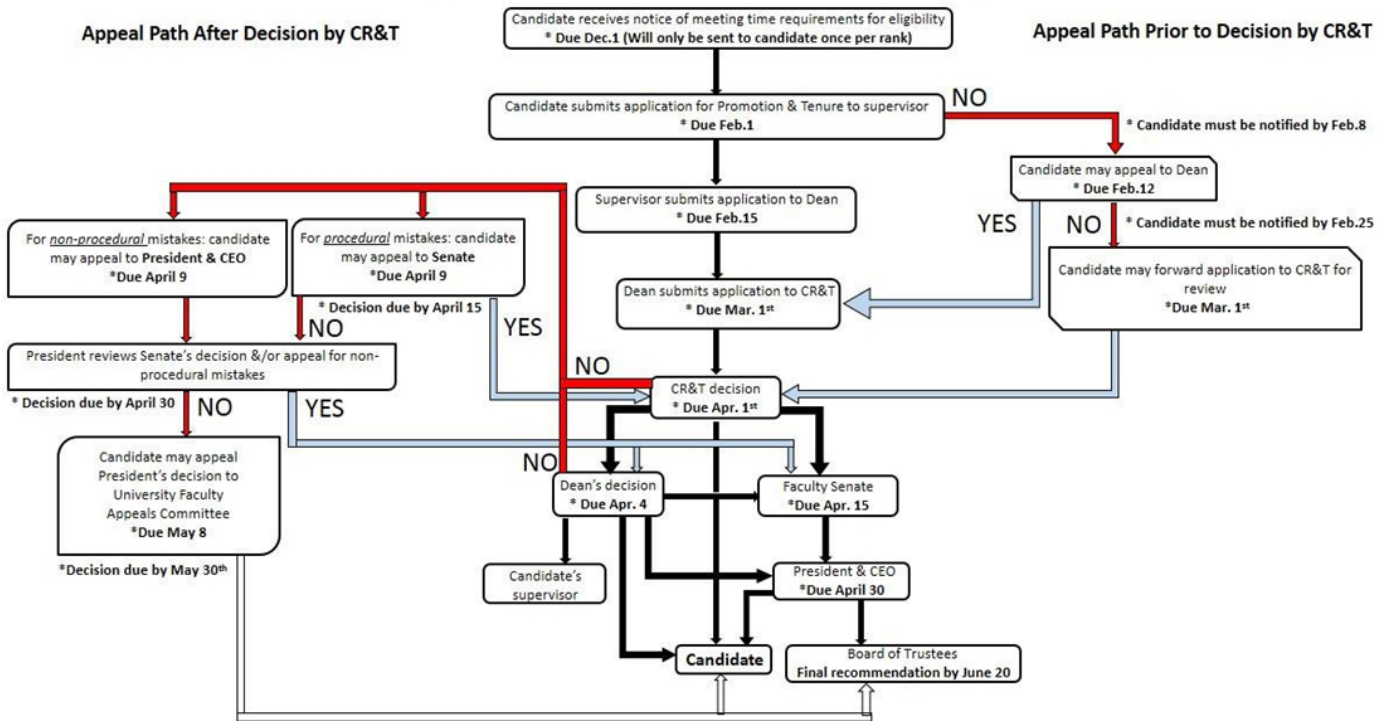 Appeal Path After Decision by CR&T
Candidate receives notice of meeting time requirements for eligibility
* Due Dec.1 (Will only be sent to candidate once per rank)
Appeal Path Prior to Decision by CR&T
Candidate submits application for Promotion & Tenure to supervisor
* Due Feb.1
NO
* Candidate must be notified by Feb.8
Candidate may appeal to Dean
* Due Feb.12
Supervisor submits application to Dean
* Due Feb.15
YES
NO
* Candidate must be notified by Feb.25
For non-procedural mistakes: candidate
may appeal to President & CEO
*Due April 9
For procedural mistakes: candidate
may appeal to Senate
*Due April 9
Candidate may forward application to CR&T for
review
*Due Mar. 1st
Dean submits application to CR&T
* Due Mar. 1st
* Decision due by April 15
NO
YES
President reviews Senate's decision &/or appeal for non-
procedural mistakes
NO
CR&T decision
* Due Apr. 1st
* Decision due by April 30
NO
YES
Candidate may appeal
President's decision to
University Faculty
Appeals Committee
*Due May 8
NO
Dean's decision
* Due Apr. 4
Faculty Senate
*Due Apr. 15
*Decision due by May 30th
Candidate's
supervisor
President & CEO
*Due April 30
Candidate
Board of Trustees
Final recommendation by June 20